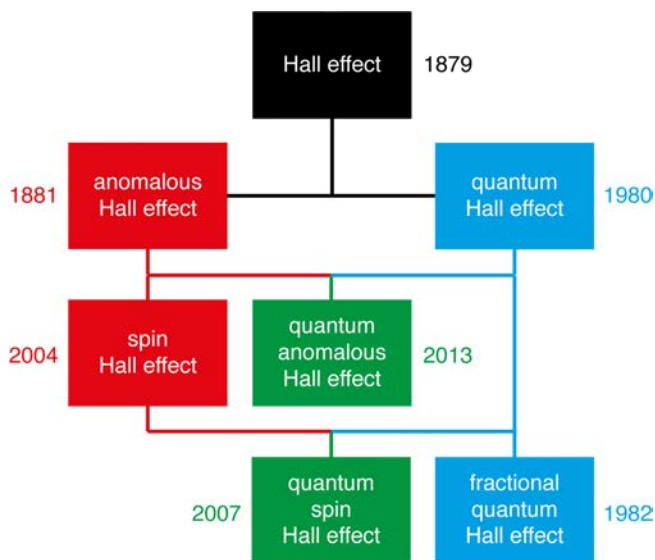 Hall effect
1879
anomalous
Hall effect
1881
quantum
Hall effect
1980
spin
Hall effect
2004
quantum
anomalous
Hall effect
2013
quantum
spin
Hall effect
2007
fractional
quantum
Hall effect
1982